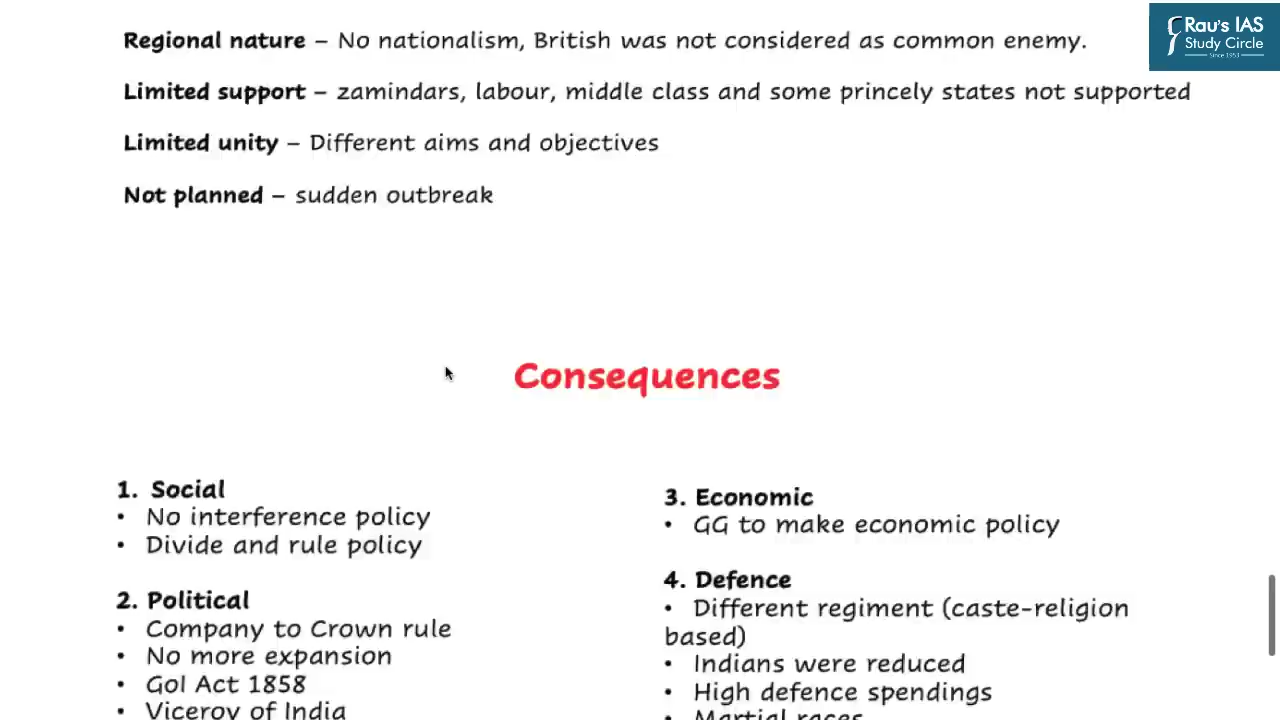 Rau's IAS
Study Circle
Since 1953
Regional nature – No nationalism, British was not considered as common enemy.
Limited support – zamindars, labour, middle class and some princely states not supported
Limited unity – Different aims and objectives
Not planned – sudden outbreak
Consequences
1. Social
• No interference policy
• Divide and rule policy
2. Political
• Company to Crown rule
• No more expansion
• GoI Act 1858
• Viceroy of India
3. Economic
• GG to make economic policy
4. Defence
• Different regiment (caste-religion
based)
• Indians were reduced
• High defence spendings
• Martial races